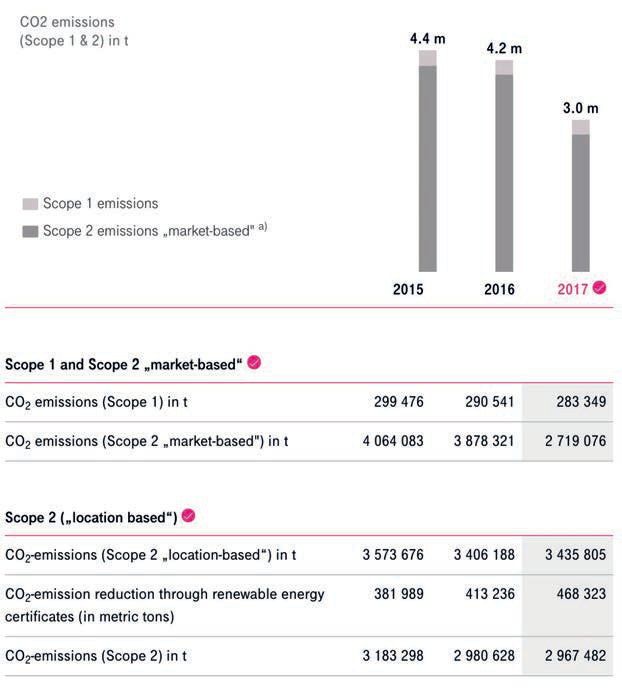 CO2 emissions
(Scope 1 & 2) in t
4.4 m
4.2 m
3.0 m
Scope 1 emissions
Scope 2 emissions „market-based" a)
2015 2016 2017
Scope 1 and Scope 2 „market-based“
CO₂ emissions (Scope 1) in t 299 476 290 541 283 349
CO₂ emissions (Scope 2 „market-based") in t 4 064 083 3 878 321 2 719 076
Scope 2 („location based“)
CO₂-emissions (Scope 2 „location-based“) in t 3 573 676 3 406 188 3 435 805
CO₂-emission reduction through renewable energy 381 989 413 236 468 323
certificates (in metric tons)
CO₂-emissions (Scope 2) in t 3 183 298 2 980 628 2 967 482